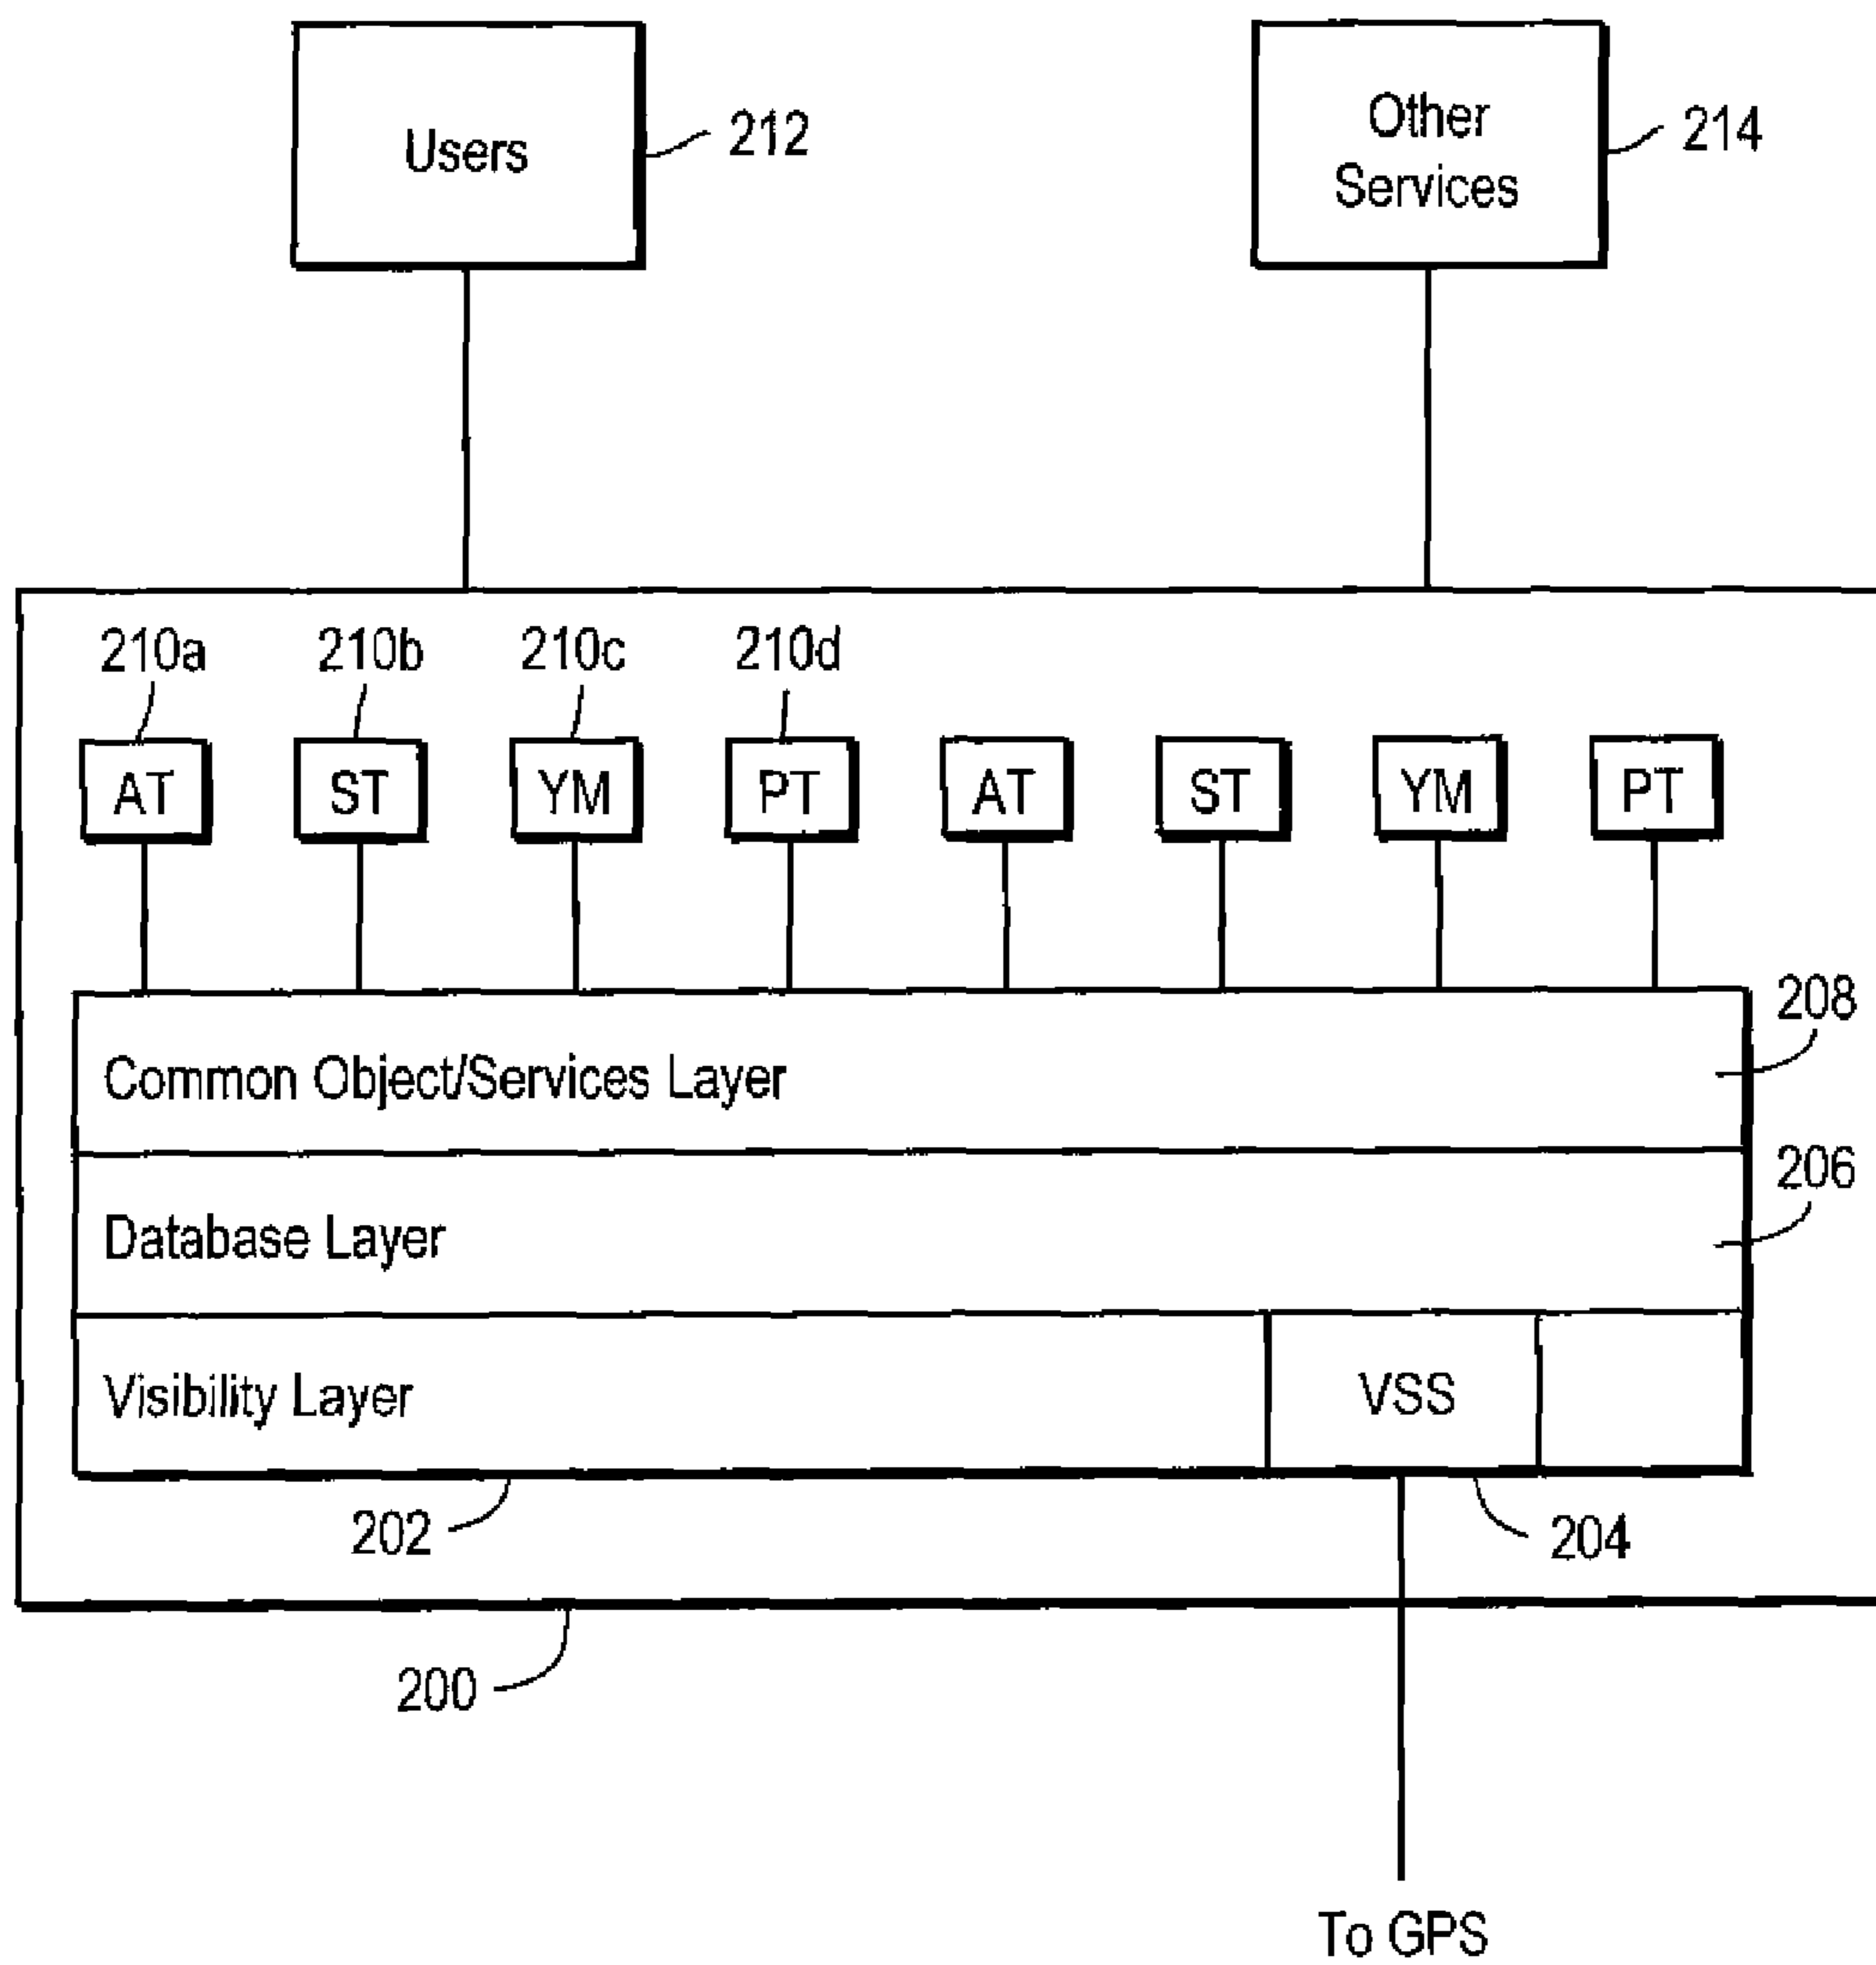 Users
212
Other
Services
214
210a
210b
210c
210d
AT
ST
YM
PT
AT
ST
YM
PT
208
Common Object/Services Layer
206
Database Layer
Visibility Layer
VSS
202
204
200
To GPS